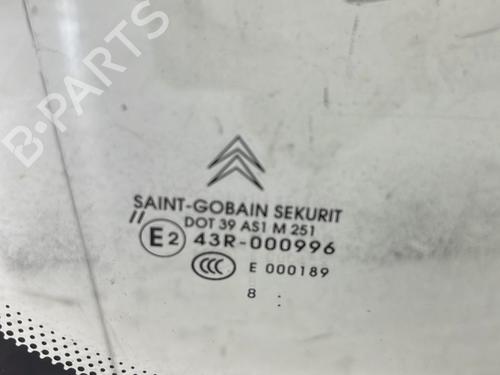 B-PARTS
SAINT-GOBAIN SEKURIT
DOT 39 AS1 M 251
// E2 43R-000996
CCC E 000189
8 :